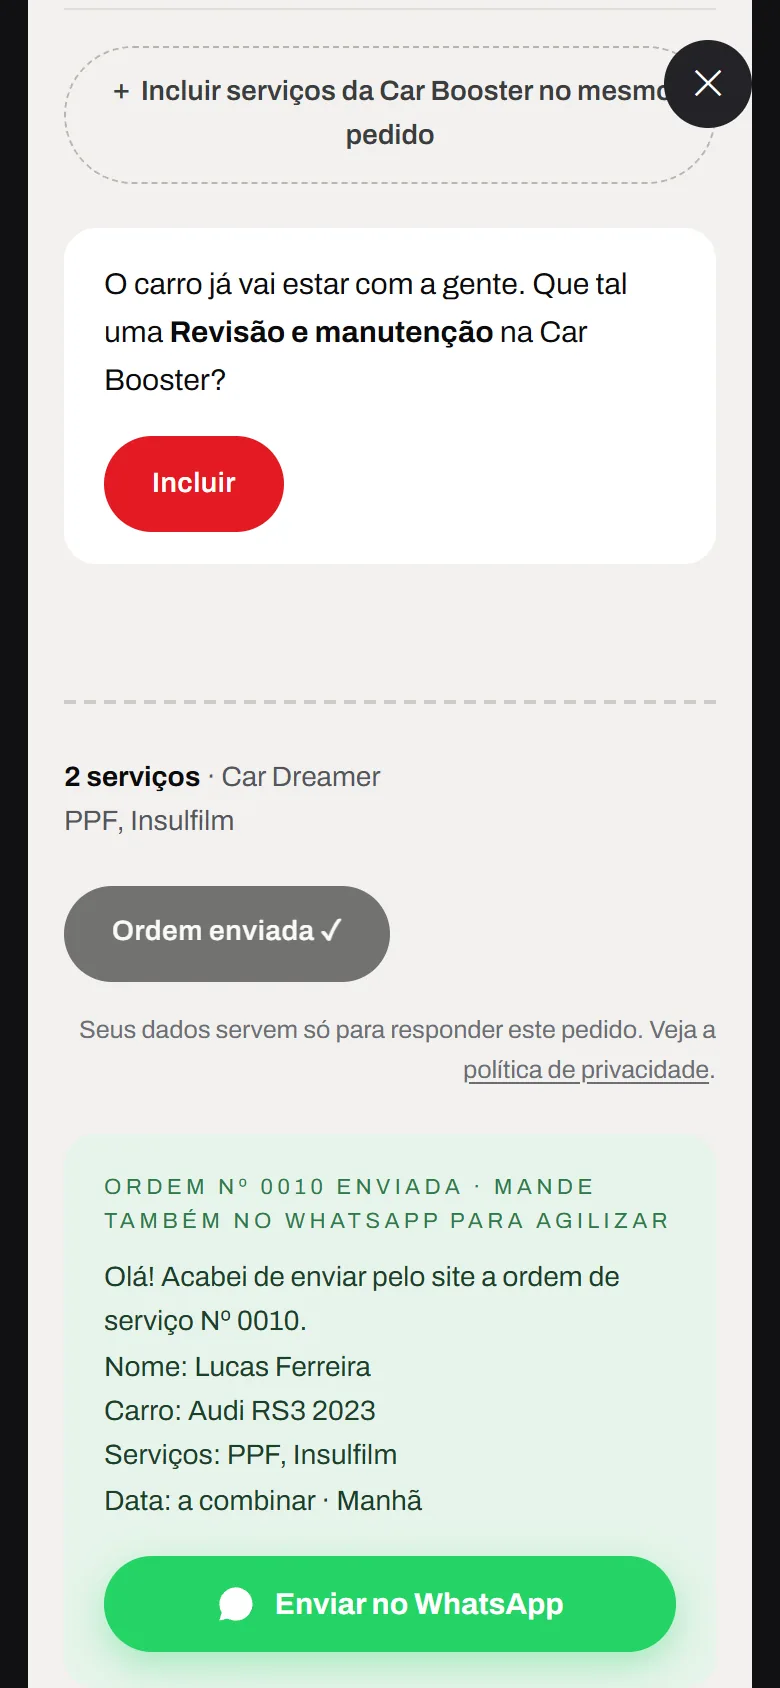 + Incluir serviços da Car Booster no mesmo
pedido
O carro já vai estar com a gente. Que tal
uma Revisão e manutenção na Car
Booster?
Incluir
2 serviços · Car Dreamer
PPF, Insulfilm
Ordem enviada ✓
Seus dados servem só para responder este pedido. Veja a
política de privacidade.
ORDEM Nº 0010 ENVIADA · MANDE
TAMBÉM NO WHATSAPP PARA AGILIZAR
Olá! Acabei de enviar pelo site a ordem de
serviço Nº 0010.
Nome: Lucas Ferreira
Carro: Audi RS3 2023
Serviços: PPF, Insulfilm
Data: a combinar · Manhã
Enviar no WhatsApp